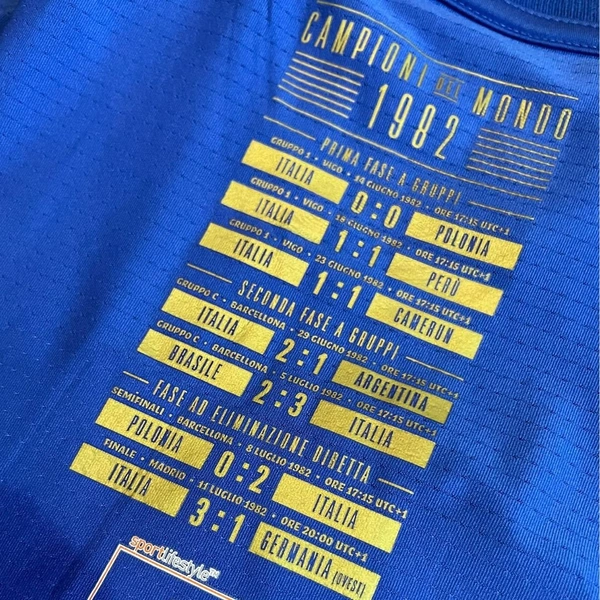 CAMPIONI DEL MONDO
1982
PRIMA FASE A GRUPPI
GRUPPO 1 • VIGO • 14 GIUGNO 1982 • ORE 17:15 UTC+1
ITALIA 0:0 POLONIA
GRUPPO 1 • VIGO • 18 GIUGNO 1982 • ORE 17:15 UTC+1
ITALIA 1:1 PERÙ
GRUPPO 1 • VIGO • 23 GIUGNO 1982 • ORE 17:15 UTC+1
ITALIA 1:1 CAMERUN
SECONDA FASE A GRUPPI
GRUPPO C • BARCELLONA • 29 GIUGNO 1982 • ORE 17:15 UTC+1
ITALIA 2:1 ARGENTINA
GRUPPO C • BARCELLONA • 5 LUGLIO 1982 • ORE 17:15 UTC+1
BRASILE 2:3 ITALIA
FASE AD ELIMINAZIONE DIRETTA
SEMIFINALI • BARCELLONA • 8 LUGLIO 1982 • ORE 17:15 UTC+1
POLONIA 0:2 ITALIA
FINALE • MADRID • 11 LUGLIO 1982 • ORE 20:00 UTC+1
ITALIA 3:1 GERMANIA (OVEST)
sportlifestyle™